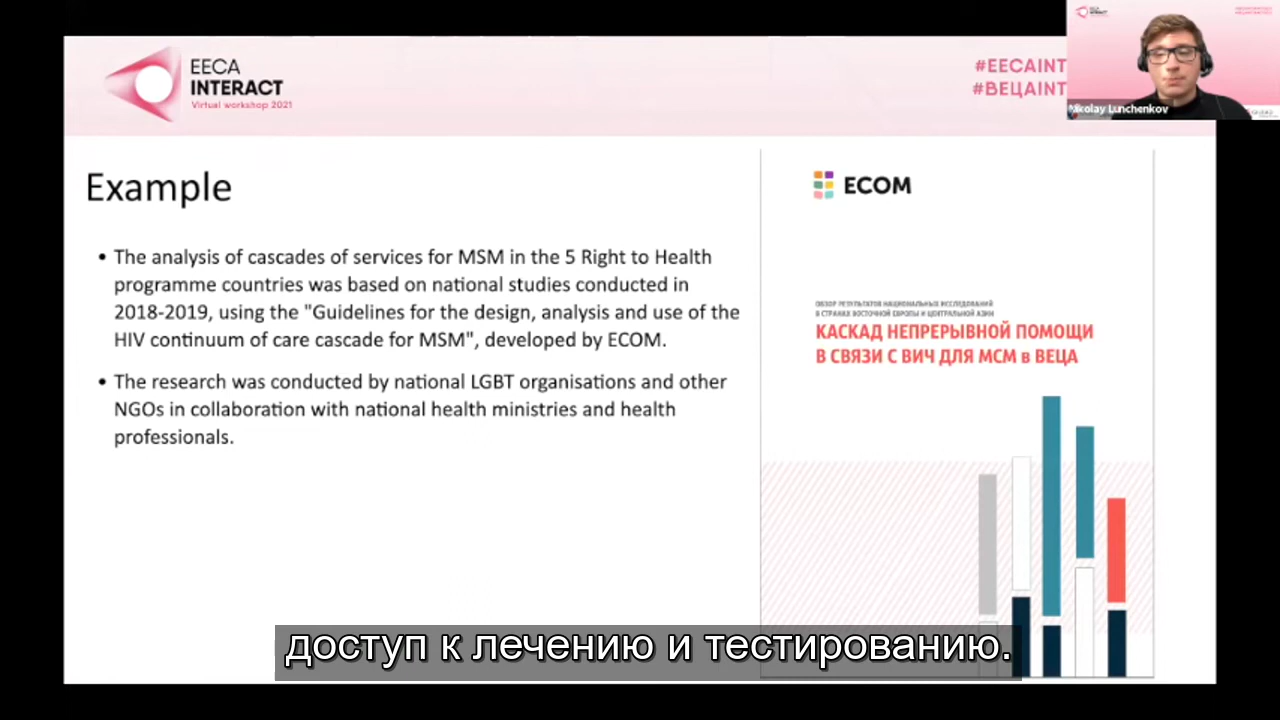 EECA
INTERACT
Virtual workshop 2021
#EECAINT
#ВЕЦАINT
Nikolay Lunchenkov
Example
• The analysis of cascades of services for MSM in the 5 Right to Health
programme countries was based on national studies conducted in
2018-2019, using the "Guidelines for the design, analysis and use of the
HIV continuum of care cascade for MSM", developed by ECOM.
• The research was conducted by national LGBT organisations and other
NGOs in collaboration with national health ministries and health
professionals.
ECOM
ОБЗОР РЕЗУЛЬТАТОВ НАЦИОНАЛЬНЫХ ИССЛЕДОВАНИЙ
В СТРАНАХ ВОСТОЧНОЙ ЕВРОПЫ И ЦЕНТРАЛЬНОЙ АЗИИ
КАСКАД НЕПРЕРЫВНОЙ ПОМОЩИ
В СВЯЗИ С ВИЧ ДЛЯ МСМ в ВЕЦА
доступ к лечению и тестированию.